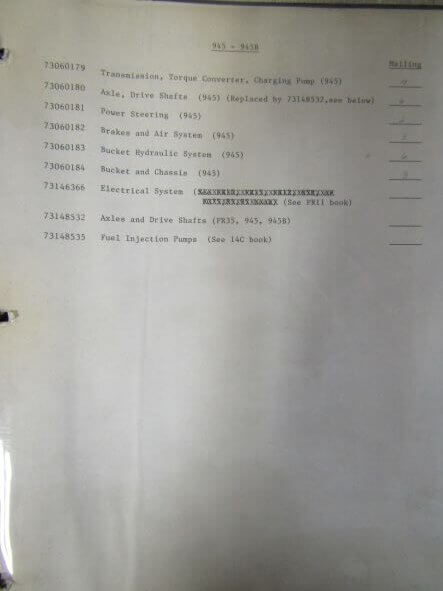 945 - 945B
Mailing
73060179 Transmission, Torque Converter, Charging Pump (945)
73060180 Axle, Drive Shafts (945) (Replaced by 73148532,see below)
73060181 Power Steering (945)
73060182 Brakes and Air System (945)
73060183 Bucket Hydraulic System (945)
73060184 Bucket and Chassis (945)
73146366 Electrical System (
(See FR11 book)
73148532 Axles and Drive Shafts (FR35, 945, 945B)
73148535 Fuel Injection Pumps (See 14C book)